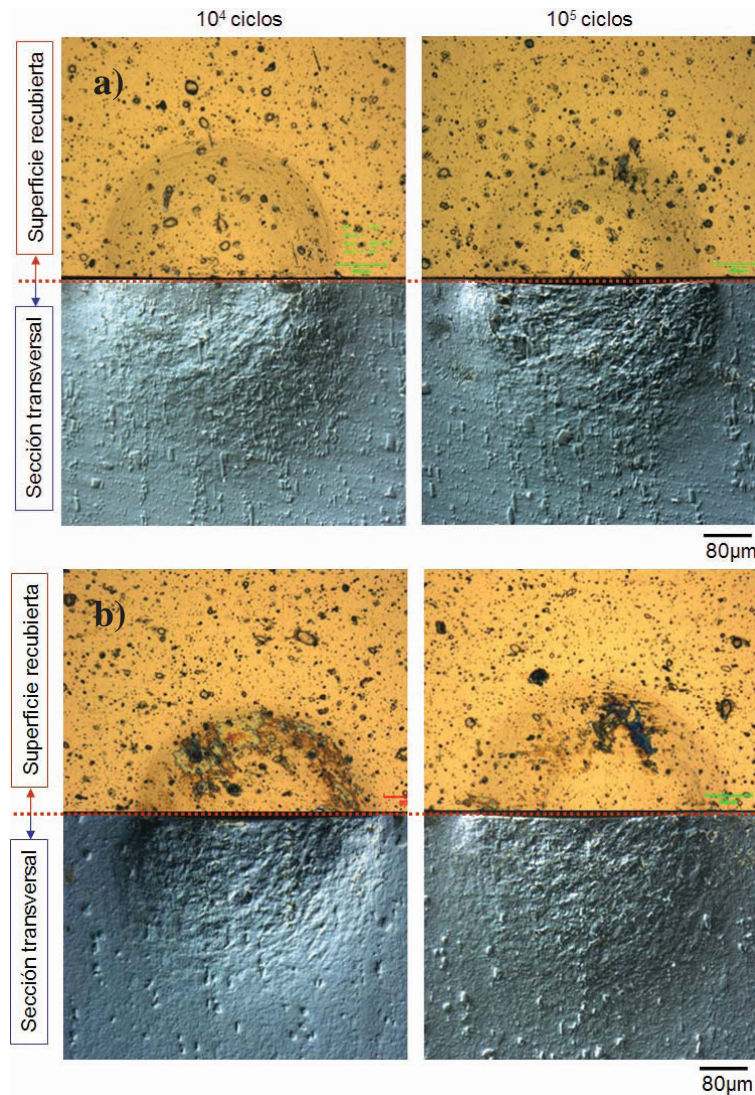 10⁴ ciclos
10⁵ ciclos
Superficie recubierta
a)
Sección transversal
80µm
Superficie recubierta
b)
Sección transversal
80µm